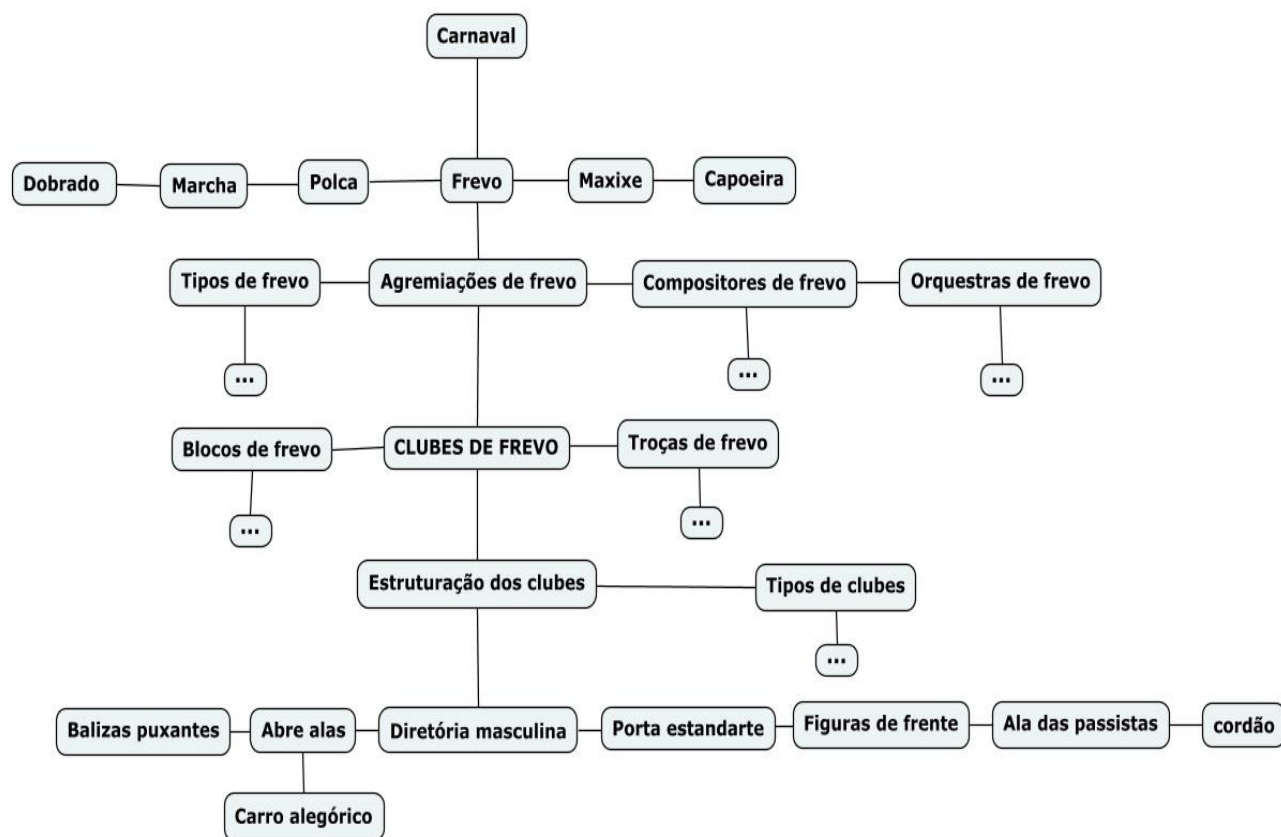 Carnaval
Dobrado
Marcha
Polca
Frevo
Maxixe
Capoeira
Tipos de frevo
Agremiações de frevo
Compositores de frevo
Orquestras de frevo
...
...
...
Blocos de frevo
CLUBES DE FREVO
Troças de frevo
...
...
Estruturação dos clubes
Tipos de clubes
...
Balizas puxantes
Abre alas
Diretória masculina
Porta estandarte
Figuras de frente
Ala das passistas
cordão
Carro alegórico